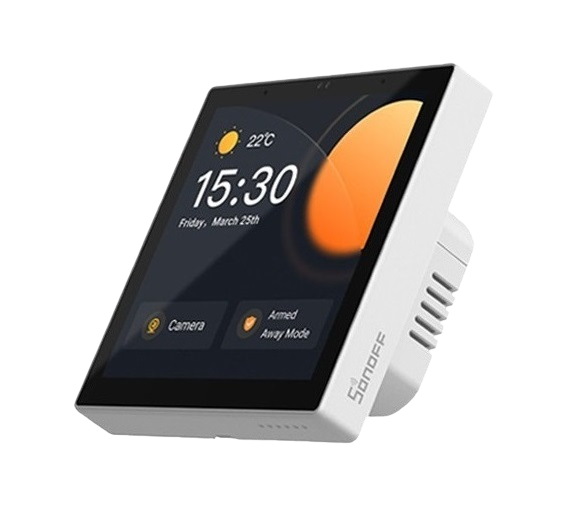 22℃
15:30
Friday, March 25th
Camera
Armed
Away Mode
SONOFF